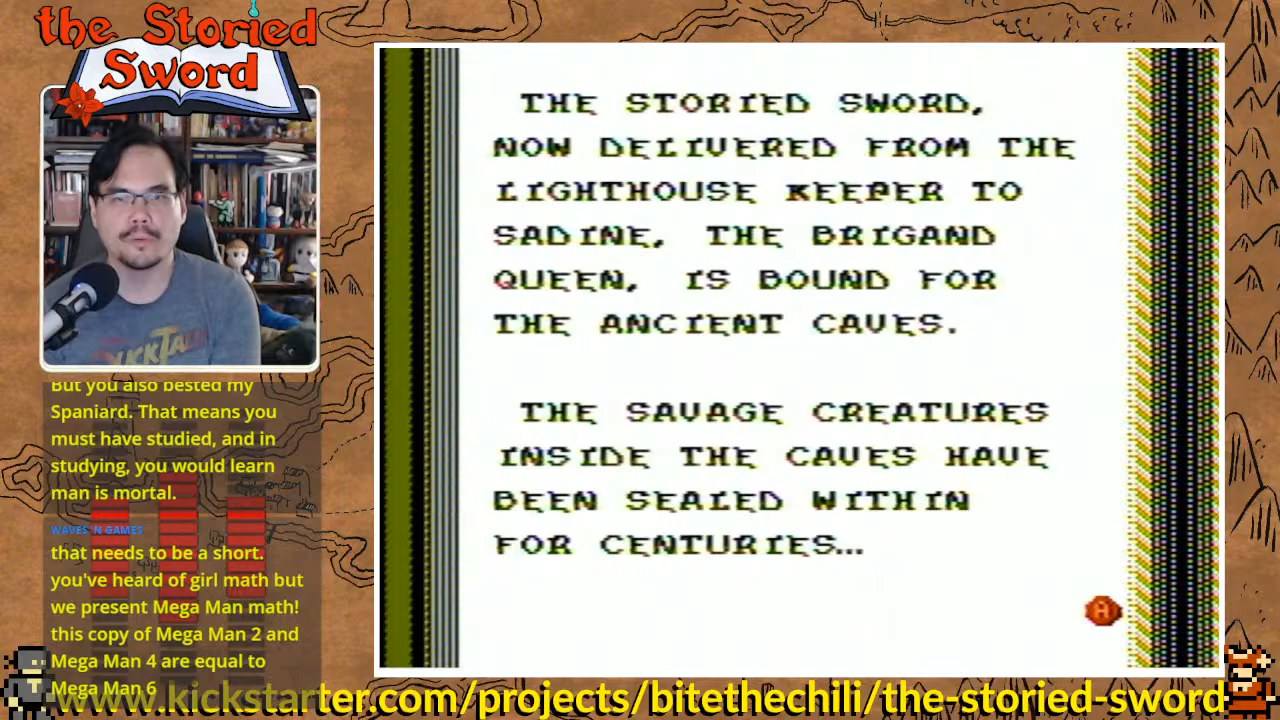 the Storied
Sword
THE STORIED SWORD,
NOW DELIVERED FROM THE
LIGHTHOUSE KEEPER TO
SADINE, THE BRIGAND
QUEEN, IS BOUND FOR
THE ANCIENT CAVES.
THE SAVAGE CREATURES
INSIDE THE CAVES HAVE
BEEN SEALED WITHIN
FOR CENTURIES...
A
But you also bested my
Spaniard. That means you
must have studied, and in
studying, you would learn
man is mortal.
WAVES 'N GAMES
that needs to be a short.
you've heard of girl math but
we present Mega Man math!
this copy of Mega Man 2 and
Mega Man 4 are equal to
Mega Man 6
www.kickstarter.com/projects/bitethechili/the-storied-sword